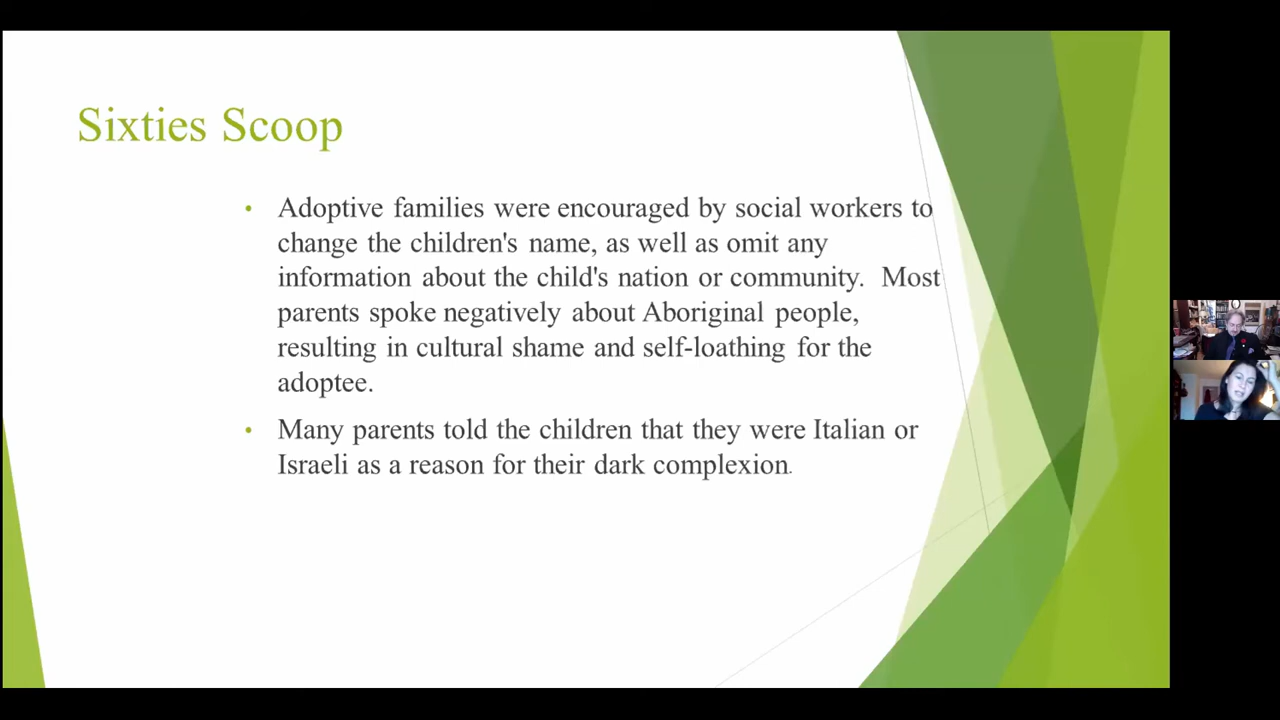 Sixties Scoop
• Adoptive families were encouraged by social workers to
change the children's name, as well as omit any
information about the child's nation or community.  Most
parents spoke negatively about Aboriginal people,
resulting in cultural shame and self-loathing for the
adoptee.
• Many parents told the children that they were Italian or
Israeli as a reason for their dark complexion.